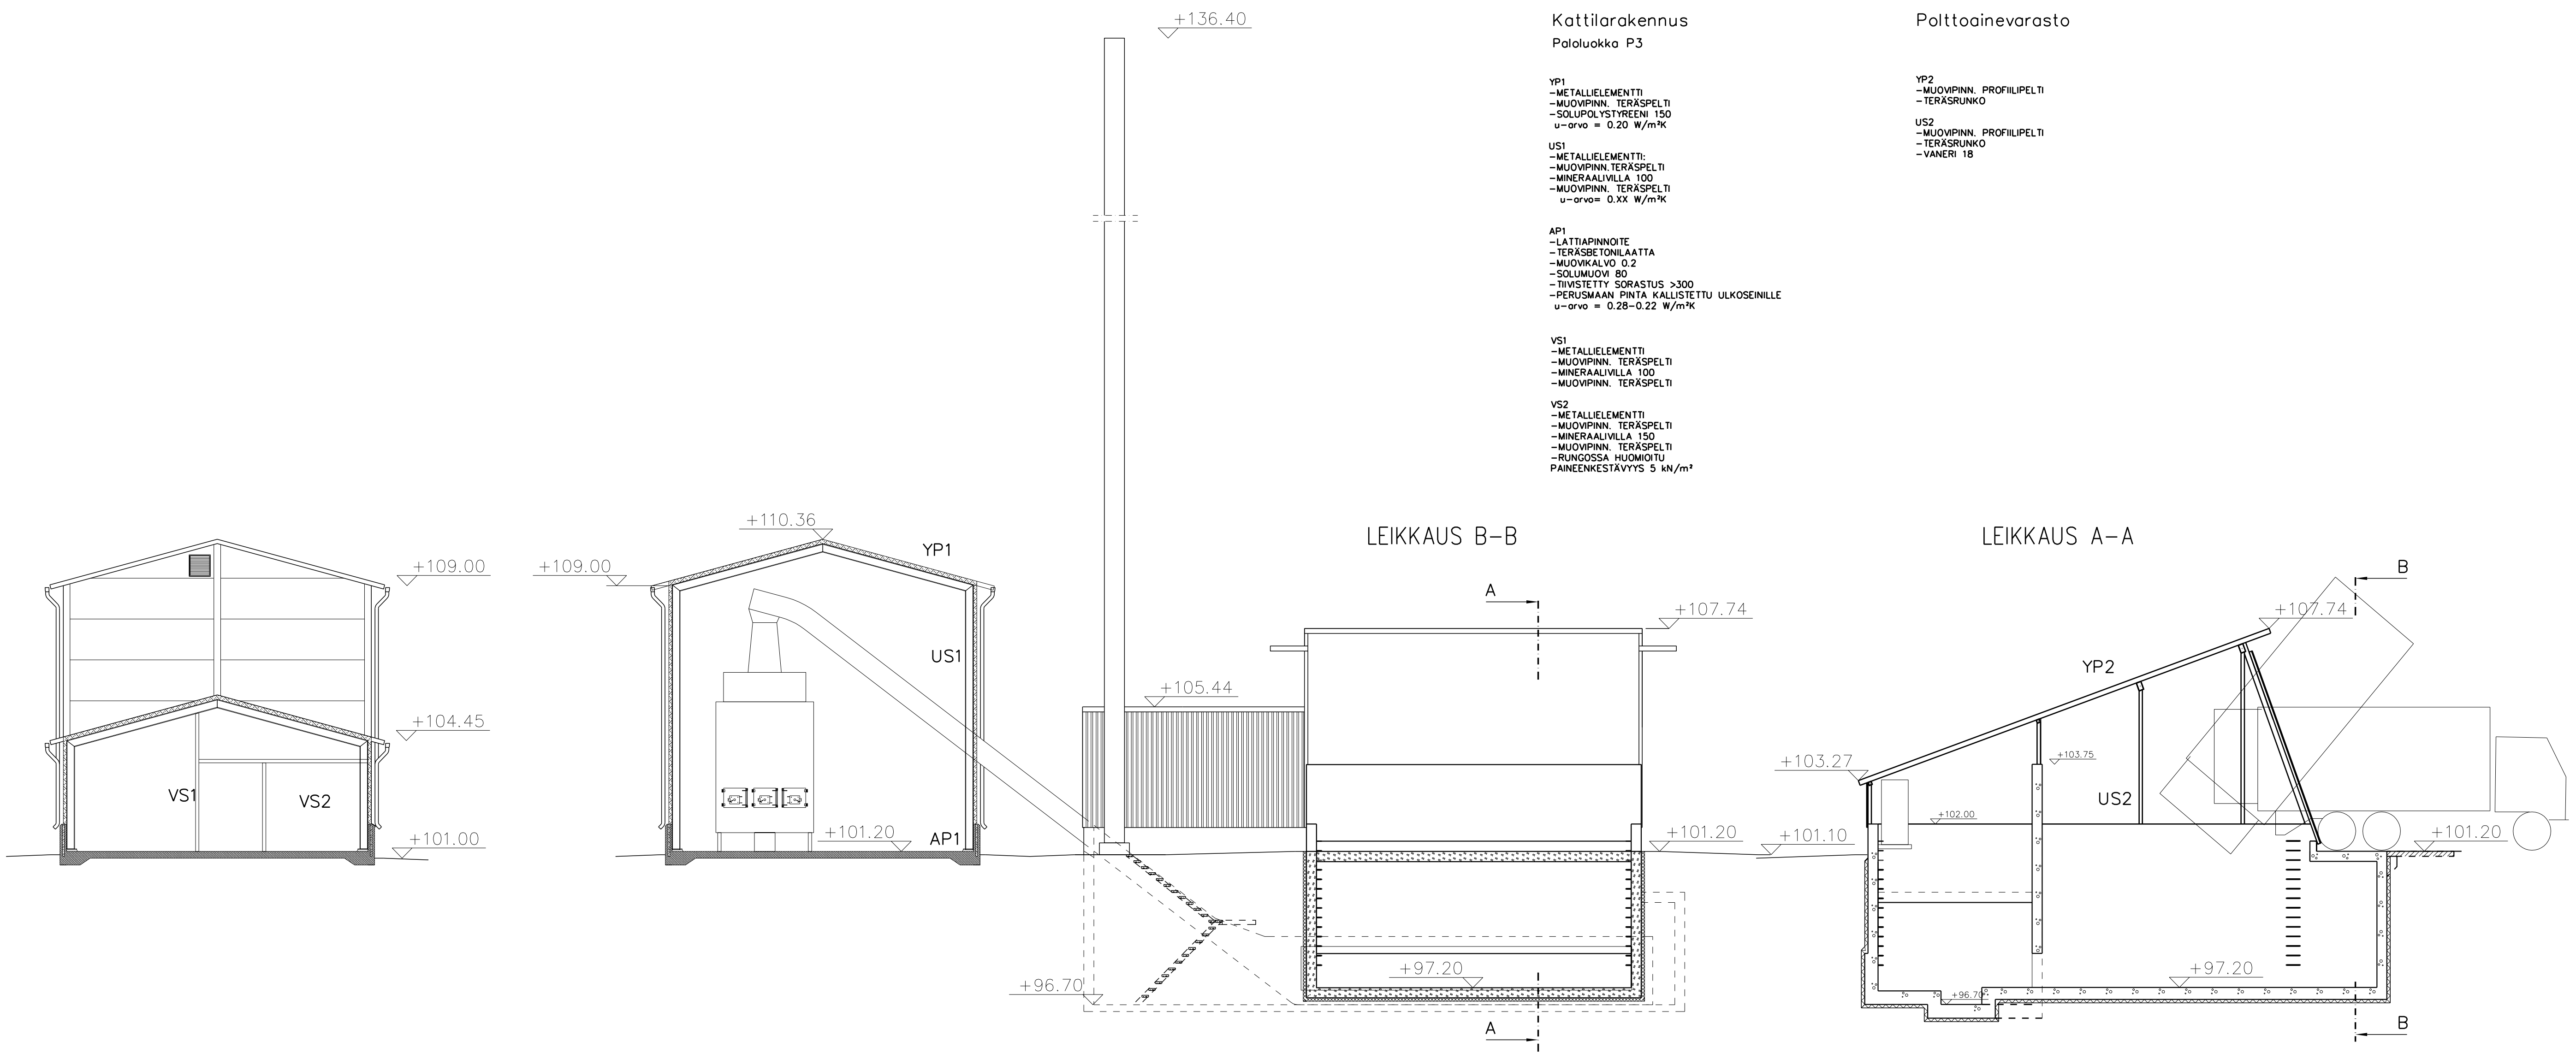 +136.40
Kattilarakennus
Paloluokka P3
YP1
-METALLIELEMENTTI
-MUOVIPINN. TERÄSPELTI
-SOLUPOLYSTYREENI 150
u-arvo = 0.20 W/m²K
US1
-METALLIELEMENTTI:
-MUOVIPINN.TERÄSPELTI
-MINERAALIVILLA 100
-MUOVIPINN. TERÄSPELTI
u-arvo= 0.XX W/m²K
AP1
-LATTIAPINNOITE
-TERÄSBETONILAATTA
-MUOVIKALVO 0.2
-SOLUMUOVI 80
-TIIVISTETTY SORASTUS >300
-PERUSMAAN PINTA KALLISTETTU ULKOSEINILLE
u-arvo = 0.28-0.22 W/m²K
VS1
-METALLIELEMENTTI
-MUOVIPINN. TERÄSPELTI
-MINERAALIVILLA 100
-MUOVIPINN. TERÄSPELTI
VS2
-METALLIELEMENTTI
-MUOVIPINN. TERÄSPELTI
-MINERAALIVILLA 150
-MUOVIPINN. TERÄSPELTI
-RUNGOSSA HUOMIOITU
PAINEENKESTÄVYYS 5 kN/m²
Polttoainevarasto
YP2
-MUOVIPINN. PROFIILIPELTI
-TERÄSRUNKO
US2
-MUOVIPINN. PROFIILIPELTI
-TERÄSRUNKO
-VANERI 18
+109.00
+104.45
VS1
VS2
+101.00
+110.36
YP1
+109.00
US1
+101.20
AP1
+105.44
+96.70
LEIKKAUS B-B
A
+107.74
+101.20
+97.20
A
LEIKKAUS A-A
B
+107.74
YP2
+103.27
+103.75
US2
+102.00
+101.10
+101.20
+97.20
+96.70
B